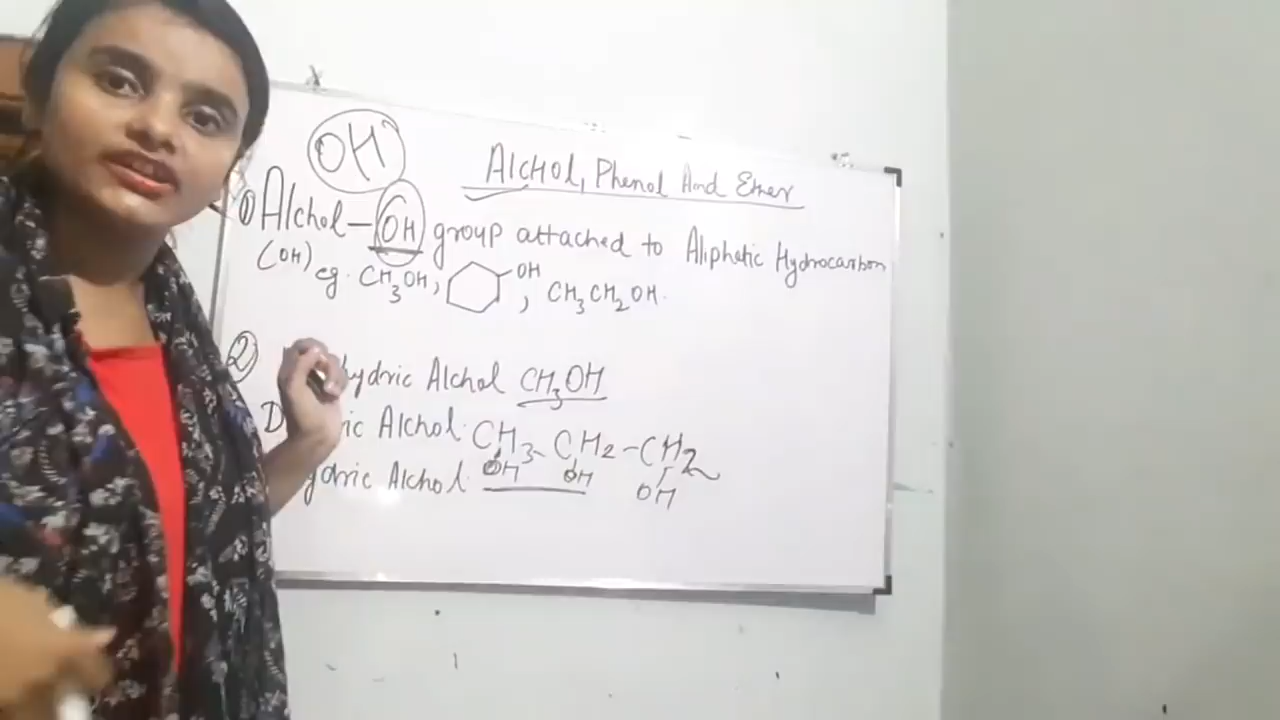 OH
AlcHol, Phenol And Ether
1) Alchol - OH group attached to Aliphatic Hydrocarbon
(OH) eg. CH3OH, OH, CH3CH2OH.
2) hydric Alchol CH3OH
D ic Alchol. CH3-CH2-CH2
OH OH OH
ydric Alchol.